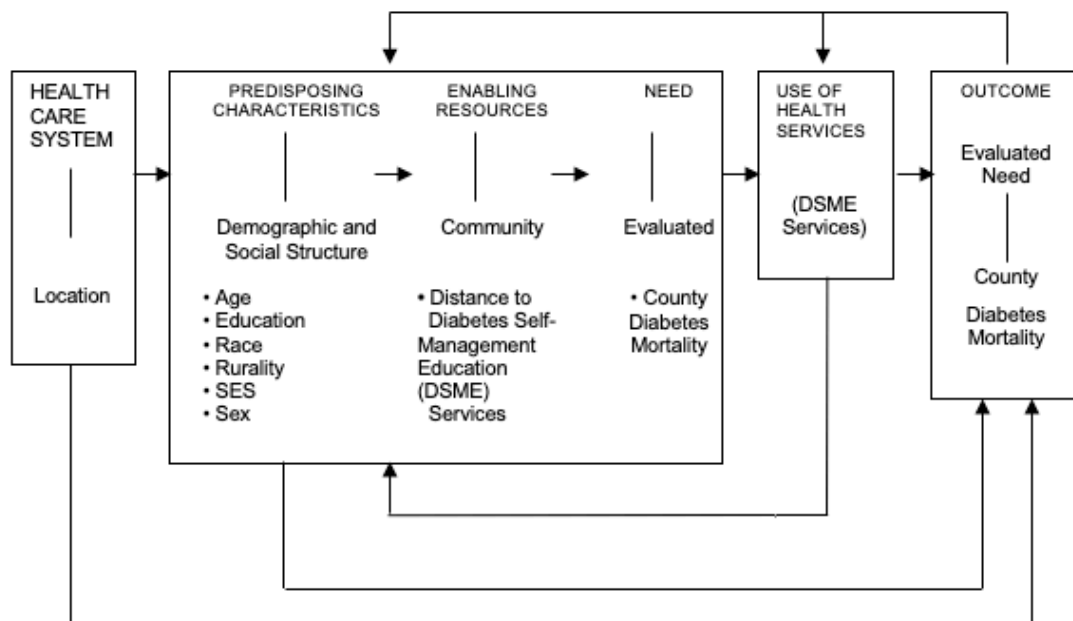 HEALTH
CARE
SYSTEM
Location
PREDISPOSING
CHARACTERISTICS
Demographic and
Social Structure
• Age
• Education
• Race
• Rurality
• SES
• Sex
ENABLING
RESOURCES
Community
• Distance to
Diabetes Self-
Management
Education
(DSME)
Services
NEED
Evaluated
• County
Diabetes
Mortality
USE OF
HEALTH
SERVICES
(DSME
Services)
OUTCOME
Evaluated
Need
County
Diabetes
Mortality